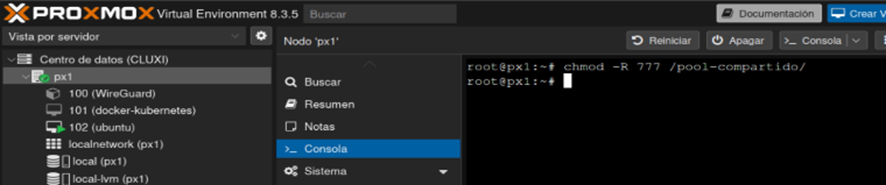 PROXMOX Virtual Environment 8.3.5 Buscar Documentación Crear V
Vista por servidor
Nodo 'px1' Reiniciar Apagar >_ Consola
Centro de datos (CLUXI)
px1
100 (WireGuard)
101 (docker-kubernetes)
102 (ubuntu)
localnetwork (px1)
local (px1)
local-lvm (px1)
Buscar
Resumen
Notas
>_ Consola
Sistema
root@px1:~# chmod -R 777 /pool-compartido/
root@px1:~#